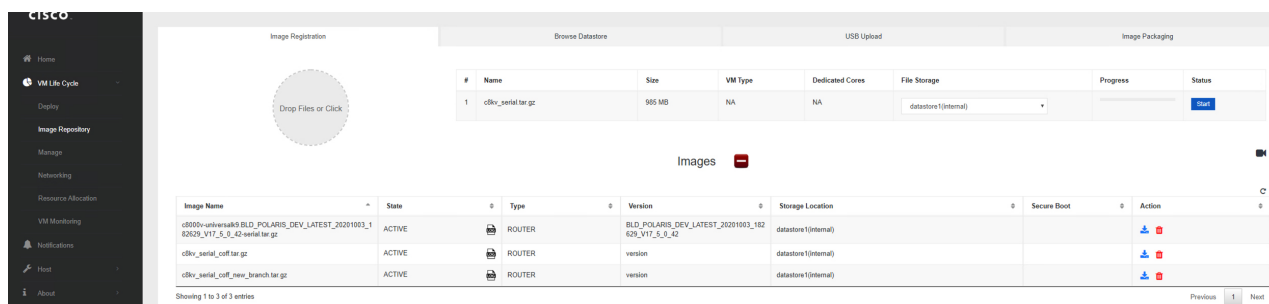 CISCO
Image Registration
Browse Datastore
USB Upload
Image Packaging
Home
VM Life Cycle
Deploy
Image Repository
Manage
Networking
Resource Allocation
VM Monitoring
Notifications
Host
About
Drop Files or Click
# Name Size VM Type Dedicated Cores File Storage Progress Status
1 c8kv_serial.tar.gz 985 MB NA NA datastore1(internal) Start
Images
Image Name State Type Version Storage Location Secure Boot Action
c8000v-universalk9.BLD_POLARIS_DEV_LATEST_20201003_1
82629_V17_5_0_42-serial.tar.gz
ACTIVE ROUTER
BLD_POLARIS_DEV_LATEST_20201003_182
629_V17_5_0_42
datastore1(internal)
c8kv_serial_coff.tar.gz ACTIVE ROUTER version datastore1(internal)
c8kv_serial_coff_new_branch.tar.gz ACTIVE ROUTER version datastore1(internal)
Showing 1 to 3 of 3 entries
Previous 1 Next